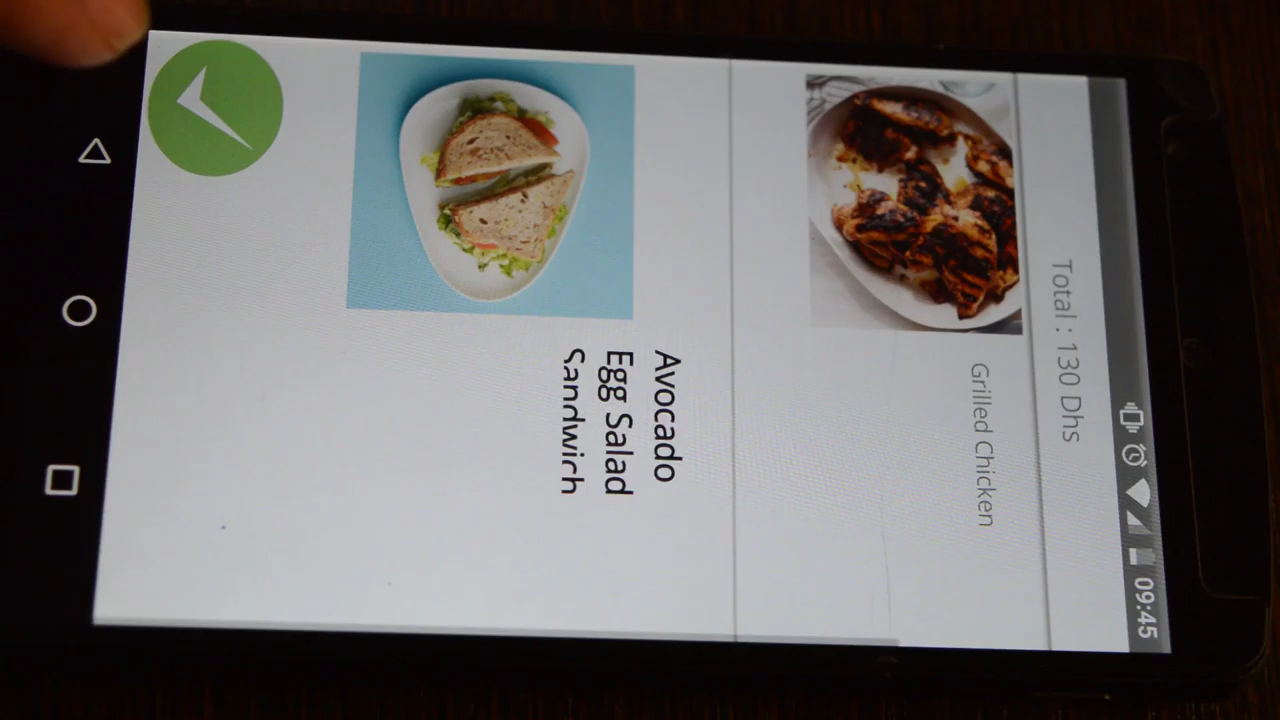 09:45
Total : 130 Dhs
Grilled Chicken
Avocado
Egg Salad
Sandwich